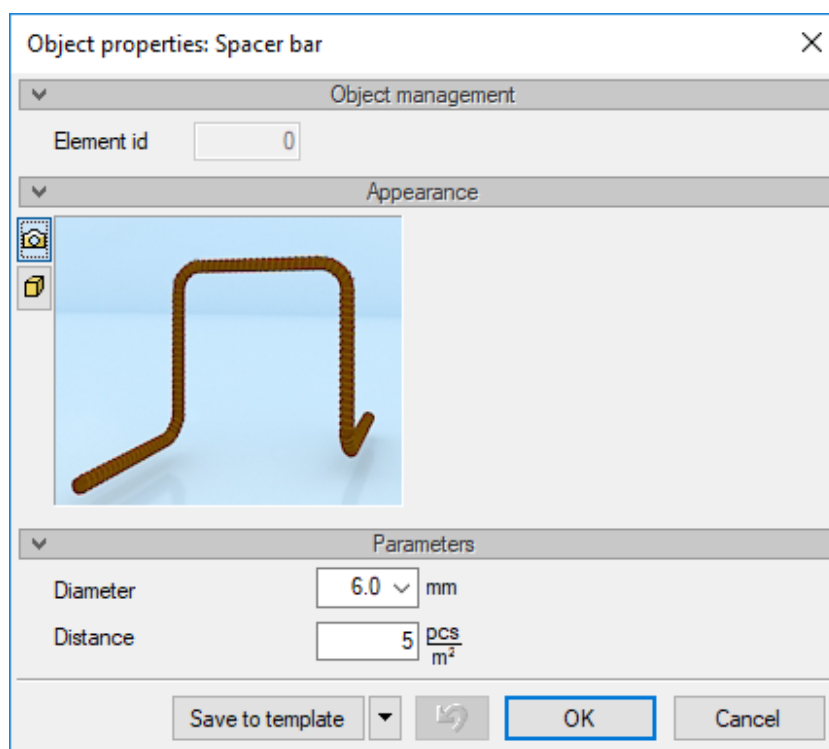 Object properties: Spacer bar
Object management
Element id 0
Appearance
Parameters
Diameter 6.0 mm
Distance 5 pcs
m²
Save to template OK Cancel